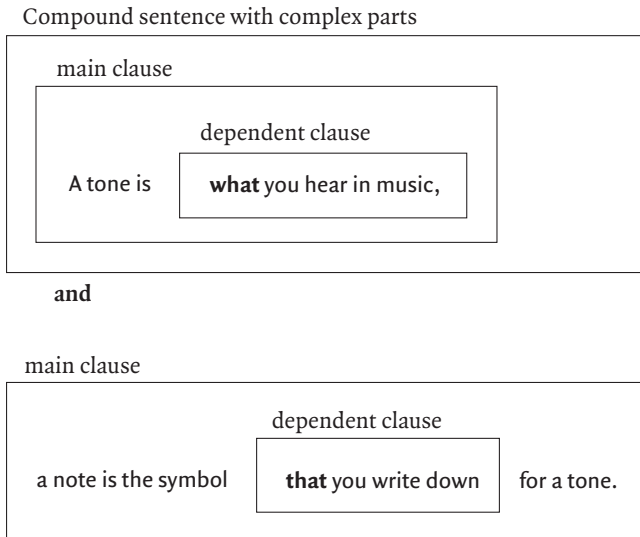 Compound sentence with complex parts
main clause
dependent clause
A tone is what you hear in music,
and
main clause
dependent clause
a note is the symbol that you write down for a tone.